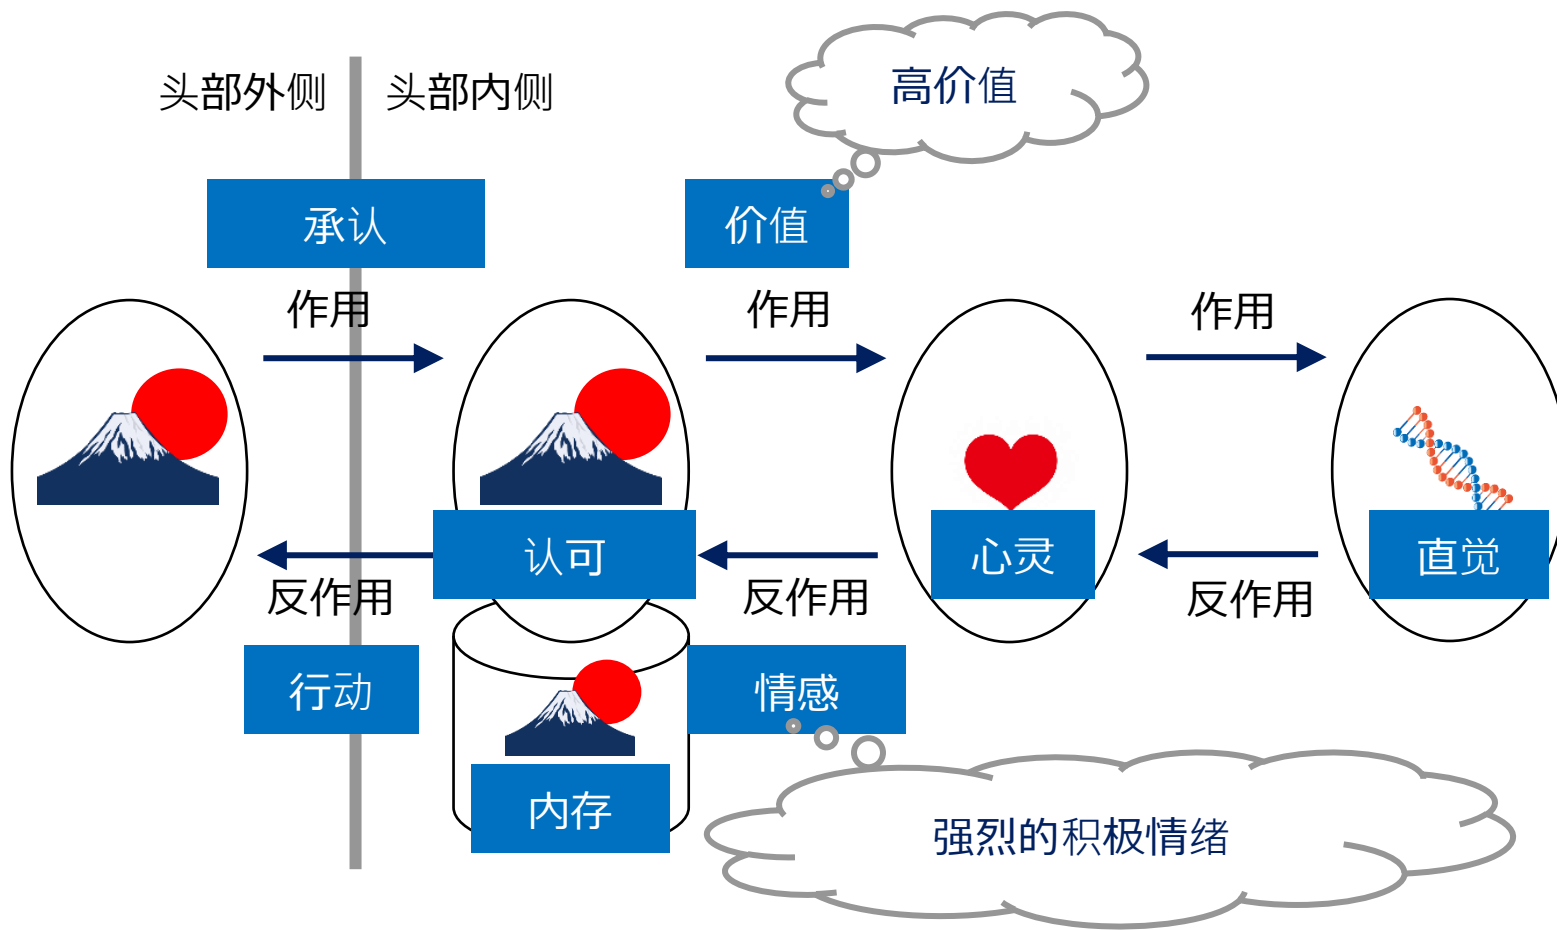 头部外侧
头部内侧
高价值
承认
价值
作用
作用
作用
认可
心灵
直觉
反作用
反作用
反作用
行动
情感
内存
强烈的积极情绪